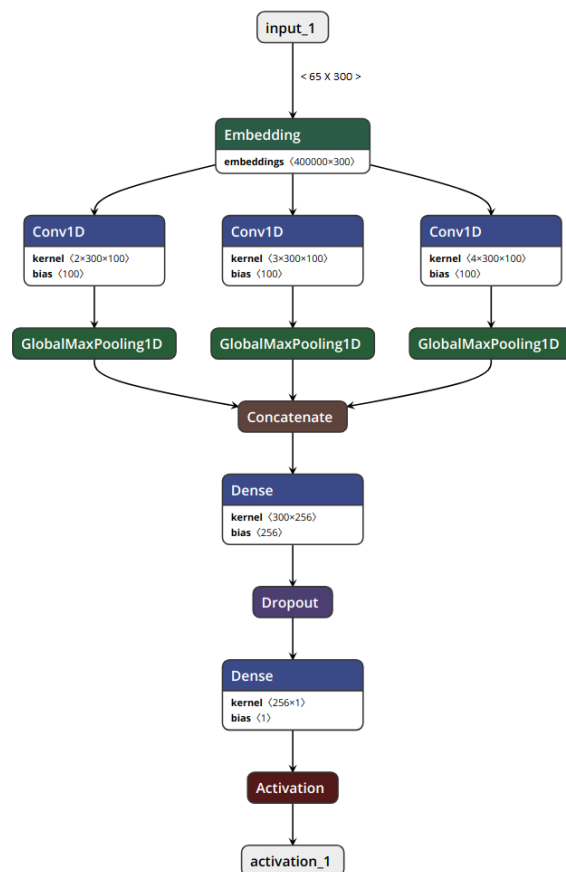 input_1
< 65 X 300 >
Embedding
embeddings 〈400000×300〉
Conv1D
kernel 〈2×300×100〉
bias 〈100〉
Conv1D
kernel 〈3×300×100〉
bias 〈100〉
Conv1D
kernel 〈4×300×100〉
bias 〈100〉
GlobalMaxPooling1D
GlobalMaxPooling1D
GlobalMaxPooling1D
Concatenate
Dense
kernel 〈300×256〉
bias 〈256〉
Dropout
Dense
kernel 〈256×1〉
bias 〈1〉
Activation
activation_1